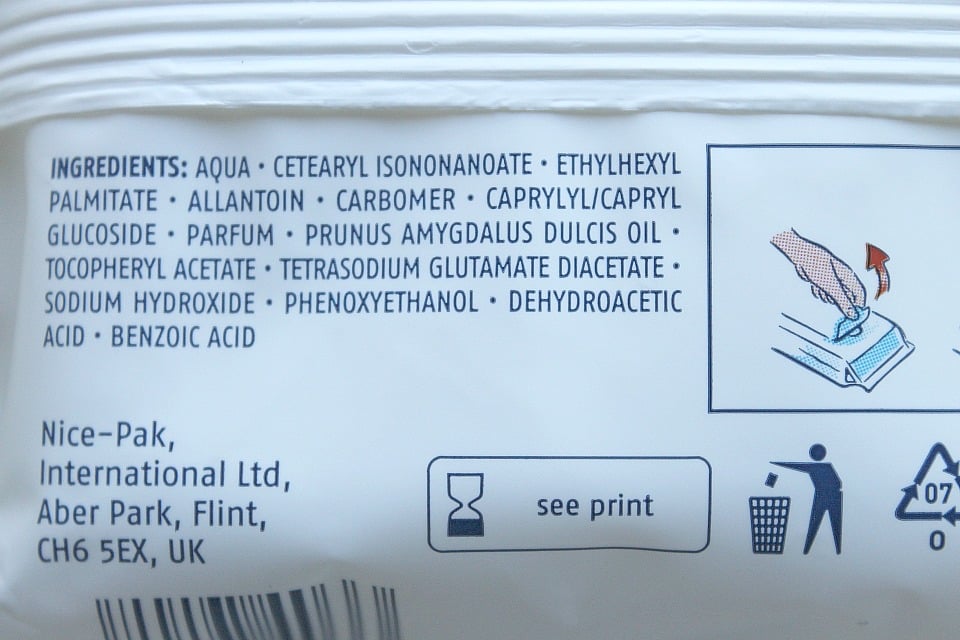 INGREDIENTS: AQUA • CETEARYL ISONONANOATE • ETHYLHEXYL
PALMITATE • ALLANTOIN • CARBOMER • CAPRYLYL/CAPRYL
GLUCOSIDE • PARFUM • PRUNUS AMYGDALUS DULCIS OIL •
TOCOPHERYL ACETATE • TETRASODIUM GLUTAMATE DIACETATE •
SODIUM HYDROXIDE • PHENOXYETHANOL • DEHYDROACETIC
ACID • BENZOIC ACID
Nice-Pak,
International Ltd,
Aber Park, Flint,
CH6 5EX, UK
see print
07
O